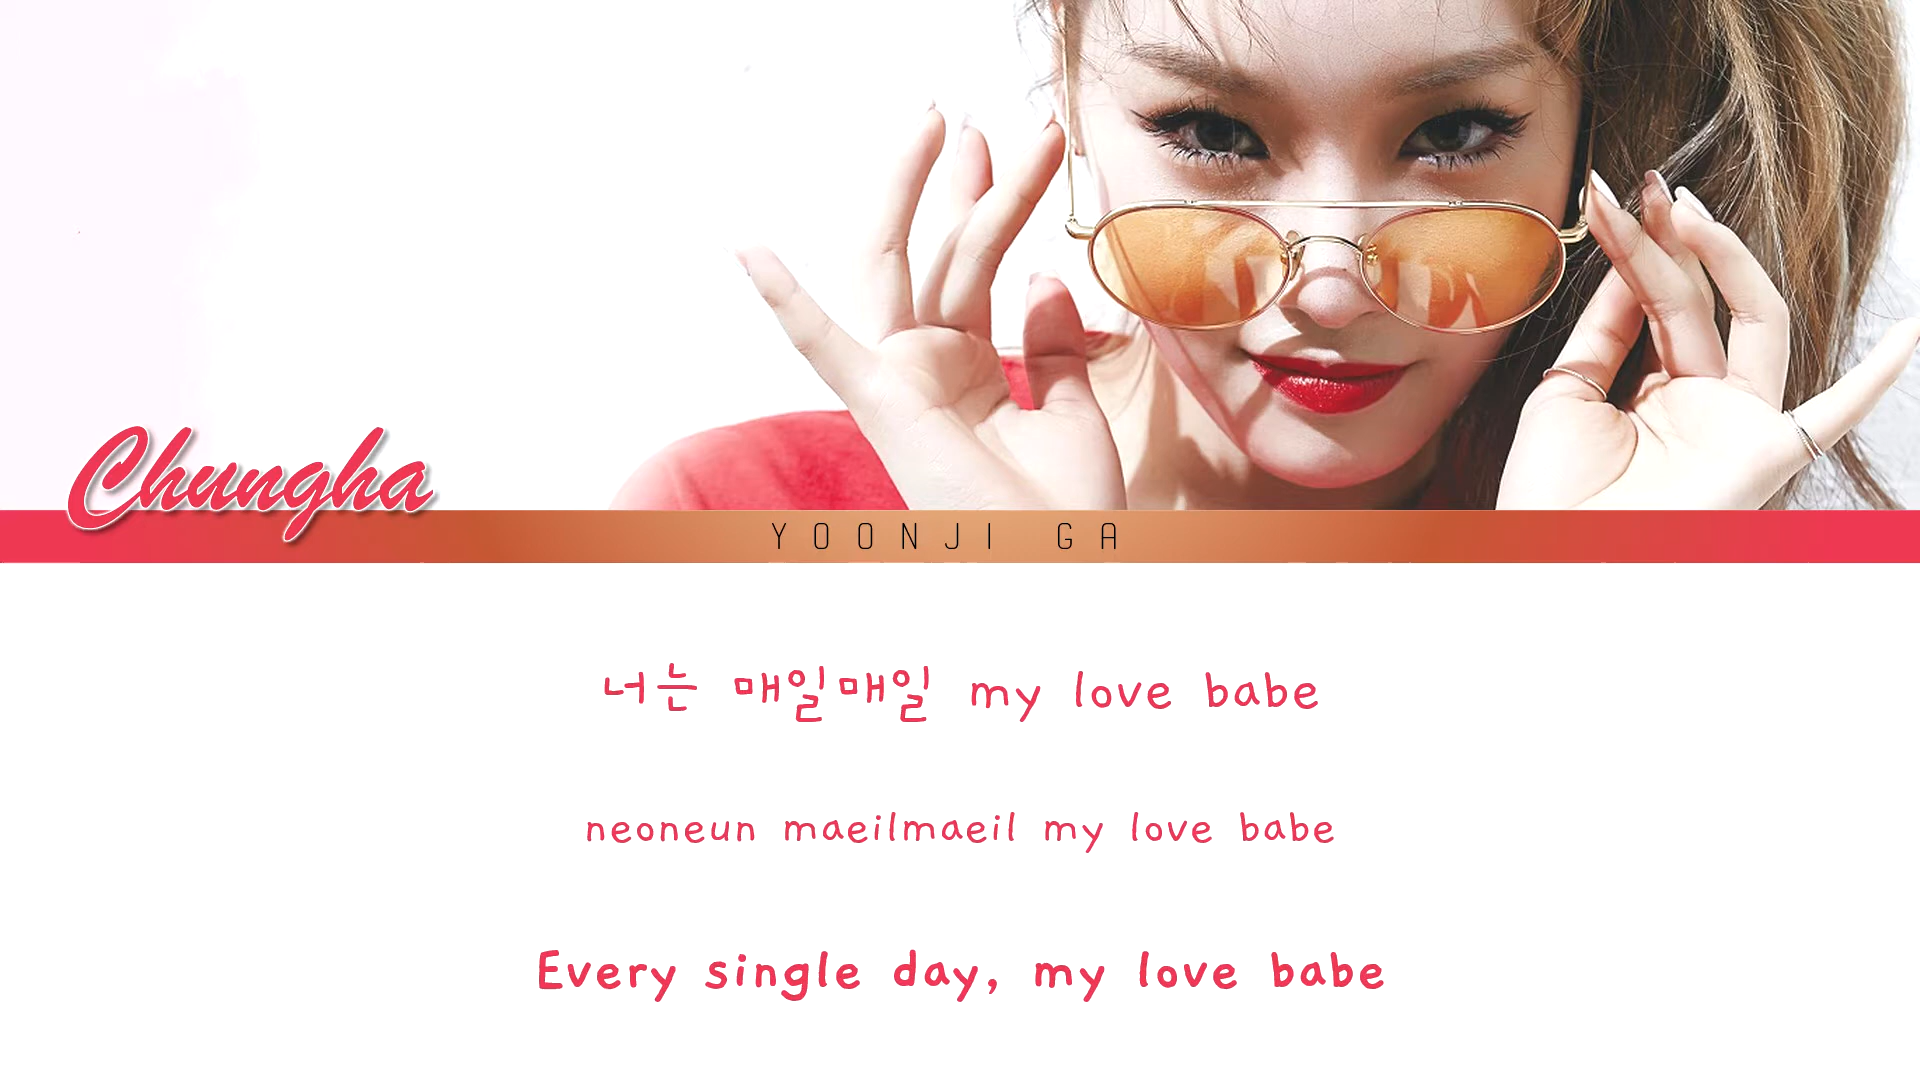 Chungha
YOONJI GA
너는 매일매일 my love babe
neoneun maeilmaeil my love babe
Every single day, my love babe